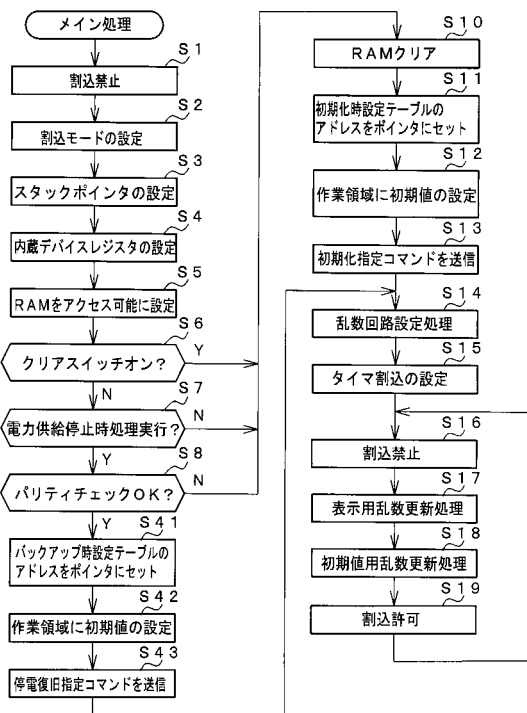 メイン処理
S1
割込禁止
S2
割込モードの設定
S3
スタックポインタの設定
S4
内蔵デバイスレジスタの設定
S5
RAMをアクセス可能に設定
S6
クリアスイッチオン?
Y
N
S7
電力供給停止時処理実行?
N
Y
S8
パリティチェックOK?
N
Y
S41
バックアップ時設定テーブルの
アドレスをポインタにセット
S42
作業領域に初期値の設定
S43
停電復旧指定コマンドを送信
S10
RAMクリア
S11
初期化時設定テーブルの
アドレスをポインタにセット
S12
作業領域に初期値の設定
S13
初期化指定コマンドを送信
S14
乱数回路設定処理
S15
タイマ割込の設定
S16
割込禁止
S17
表示用乱数更新処理
S18
初期値用乱数更新処理
S19
割込許可